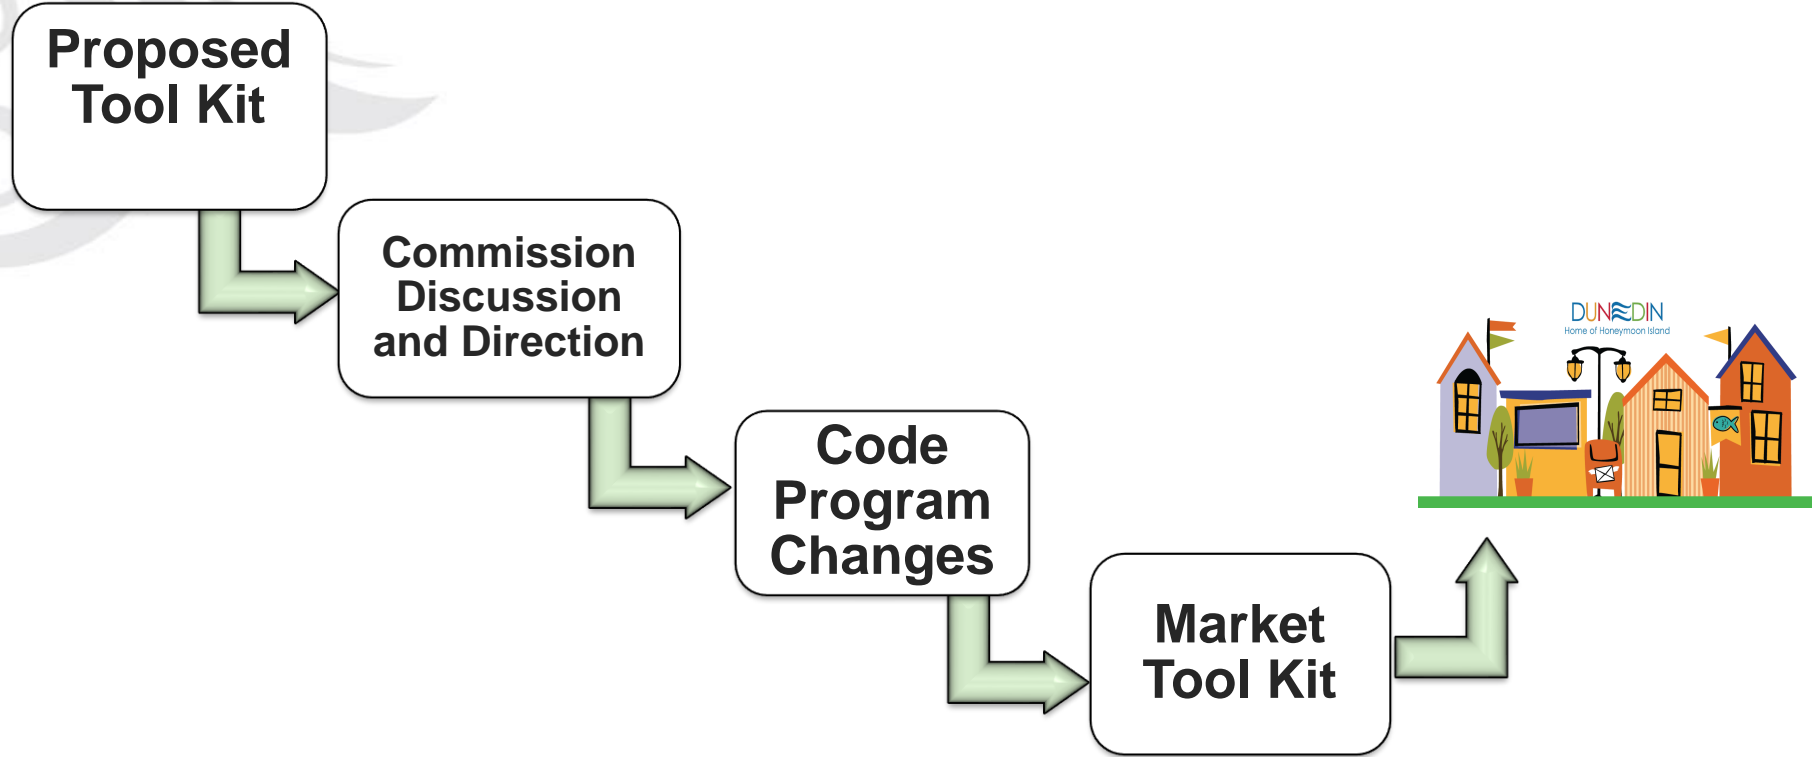 Proposed
Tool Kit
Commission
Discussion
and Direction
Code
Program
Changes
Market
Tool Kit
DUNEDIN
Home of Honeymoon Island